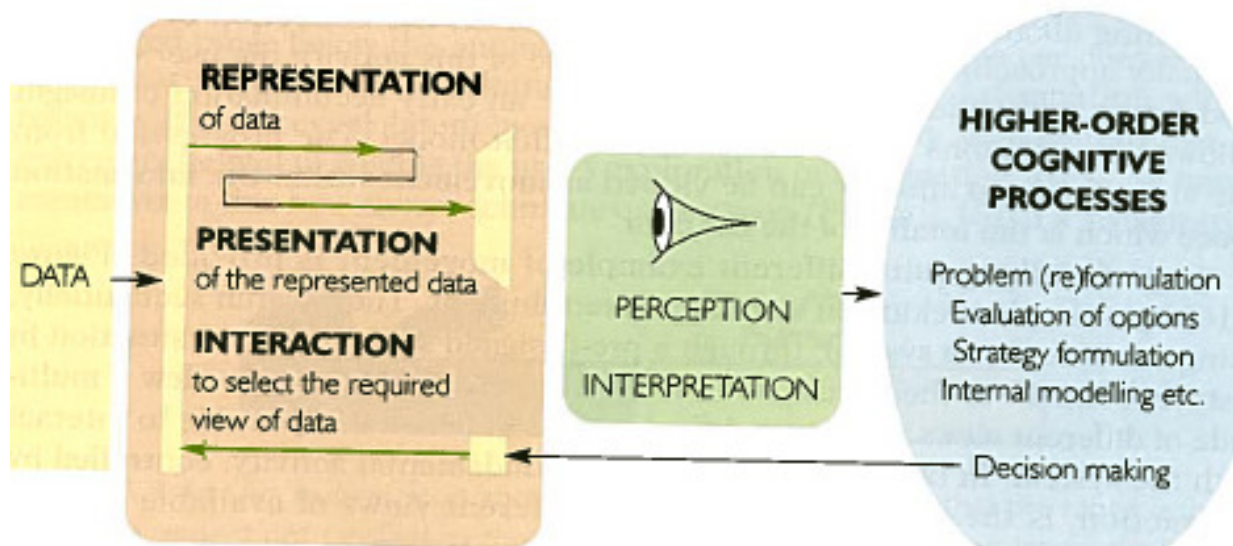 REPRESENTATION
of data
PRESENTATION
of the represented data
DATA
INTERACTION
to select the required
view of data
PERCEPTION
INTERPRETATION
HIGHER-ORDER
COGNITIVE
PROCESSES
Problem (re)formulation
Evaluation of options
Strategy formulation
Internal modelling etc.
Decision making